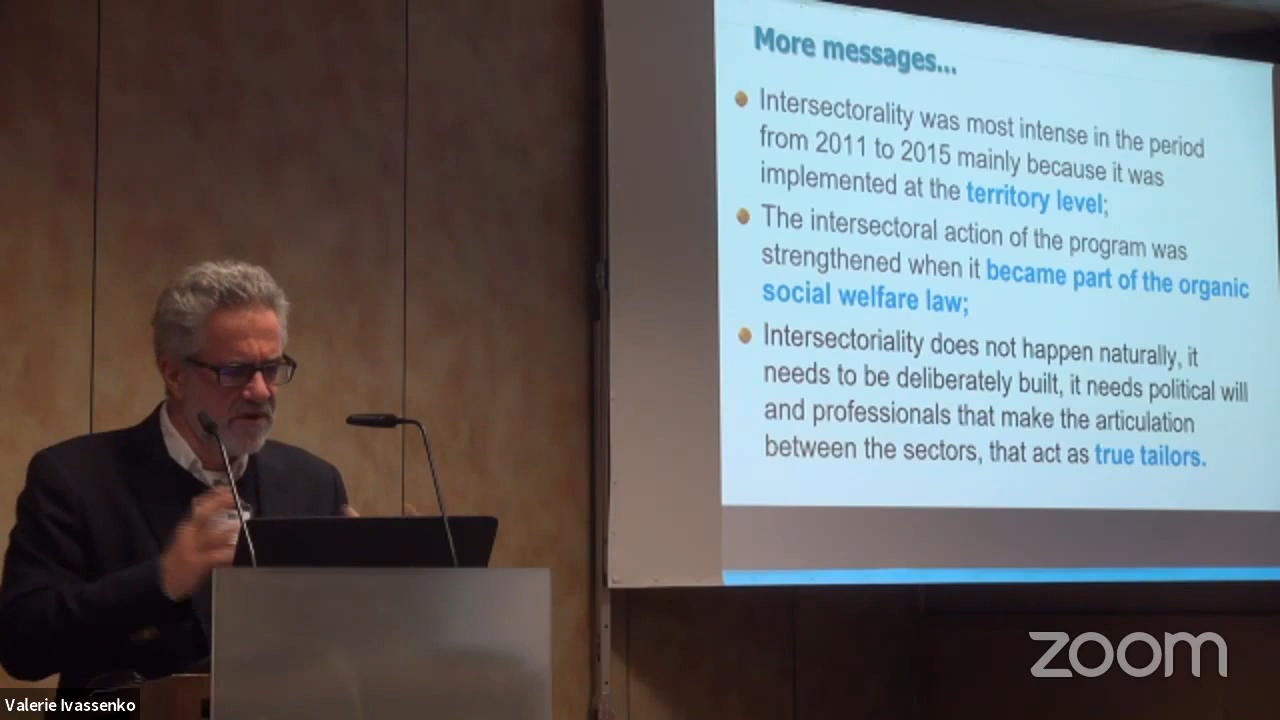 More messages...
Intersectorality was most intense in the period
from 2011 to 2015 mainly because it was
implemented at the territory level;
The intersectoral action of the program was
strengthened when it became part of the organic
social welfare law;
Intersectoriality does not happen naturally, it
needs to be deliberately built, it needs political will
and professionals that make the articulation
between the sectors, that act as true tailors.
zoom
Valerie Ivassenko